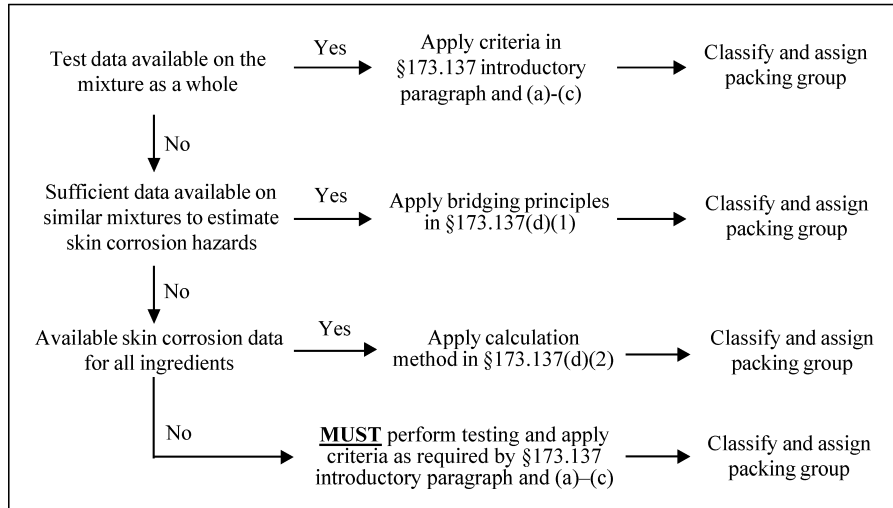 Test data available on the
mixture as a whole
Yes
Apply criteria in
§173.137 introductory
paragraph and (a)-(c)
Classify and assign
packing group
No
Sufficient data available on
similar mixtures to estimate
skin corrosion hazards
Yes
Apply bridging principles
in §173.137(d)(1)
Classify and assign
packing group
No
Available skin corrosion data
for all ingredients
Yes
Apply calculation
method in §173.137(d)(2)
Classify and assign
packing group
No
MUST perform testing and apply
criteria as required by §173.137
introductory paragraph and (a)–(c)
Classify and assign
packing group